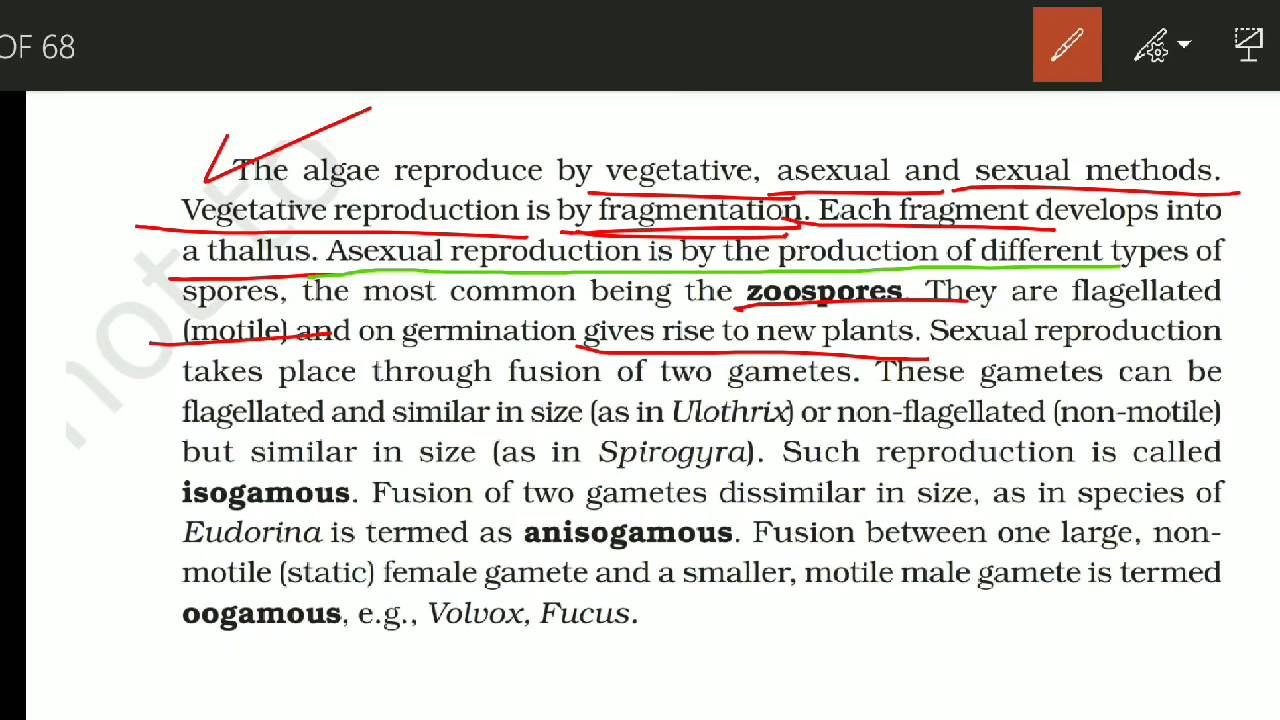 OF 68
The algae reproduce by vegetative, asexual and sexual methods.
Vegetative reproduction is by fragmentation. Each fragment develops into
a thallus. Asexual reproduction is by the production of different types of
spores, the most common being the zoospores. They are flagellated
(motile) and on germination gives rise to new plants. Sexual reproduction
takes place through fusion of two gametes. These gametes can be
flagellated and similar in size (as in Ulothrix) or non-flagellated (non-motile)
but similar in size (as in Spirogyra). Such reproduction is called
isogamous. Fusion of two gametes dissimilar in size, as in species of
Eudorina is termed as anisogamous. Fusion between one large, non-
motile (static) female gamete and a smaller, motile male gamete is termed
oogamous, e.g., Volvox, Fucus.
not to